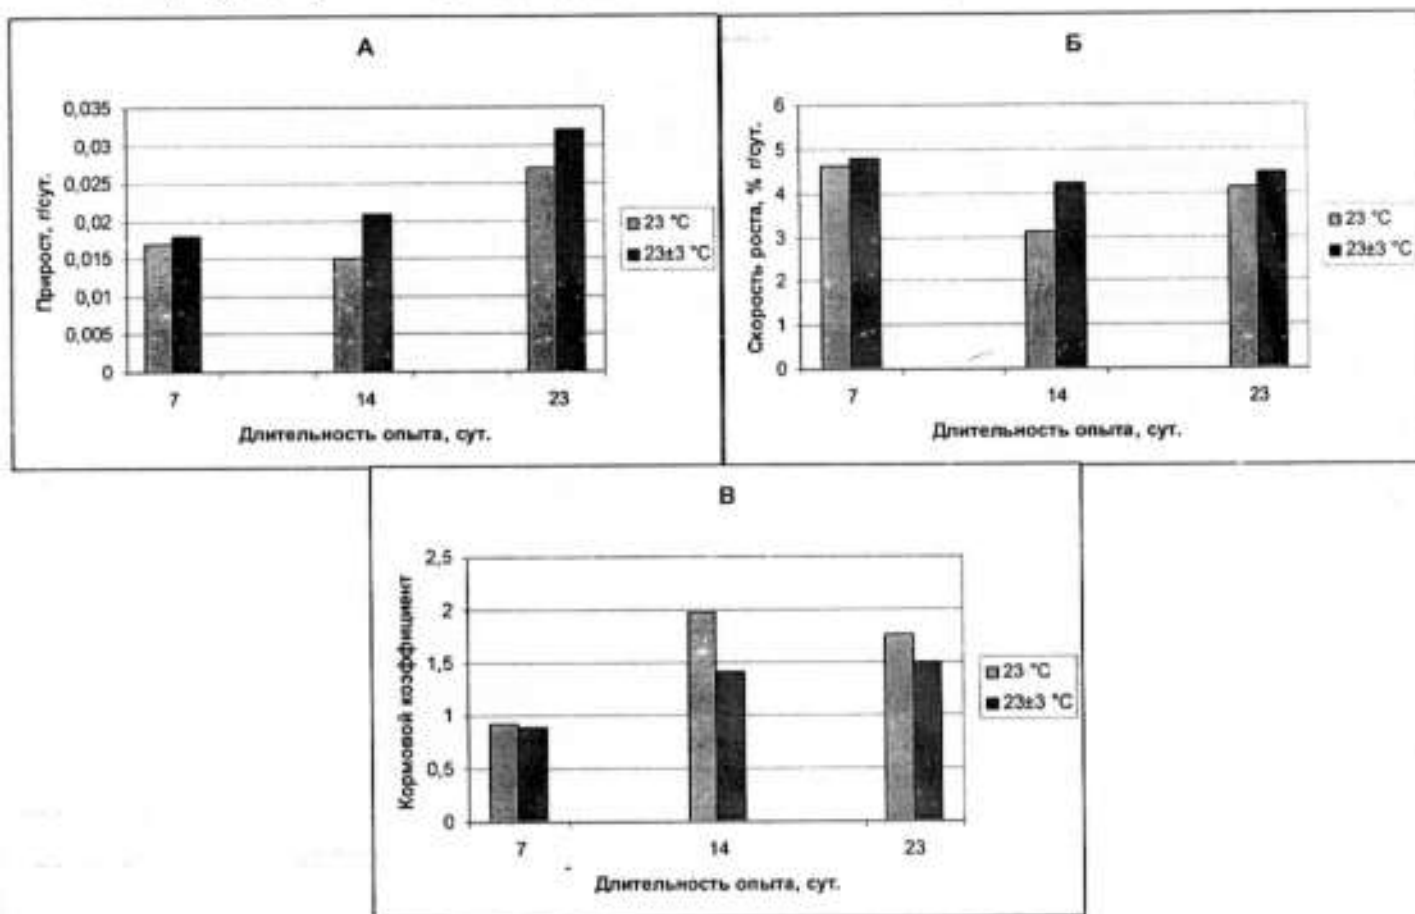 А
Прирост, г/сут.
0,035
0,03
0,025
0,02
0,015
0,01
0,005
0
7
14
23
Длительность опыта, сут.
23 °C
23±3 °C
Б
Скорость роста, % г/сут.
6
5
4
3
2
1
0
7
14
23
Длительность опыта, сут.
23 °C
23±3 °C
В
Кормовой коэффициент
2,5
2
1,5
1
0,5
0
7
14
23
Длительность опыта, сут.
23 °C
23±3 °C